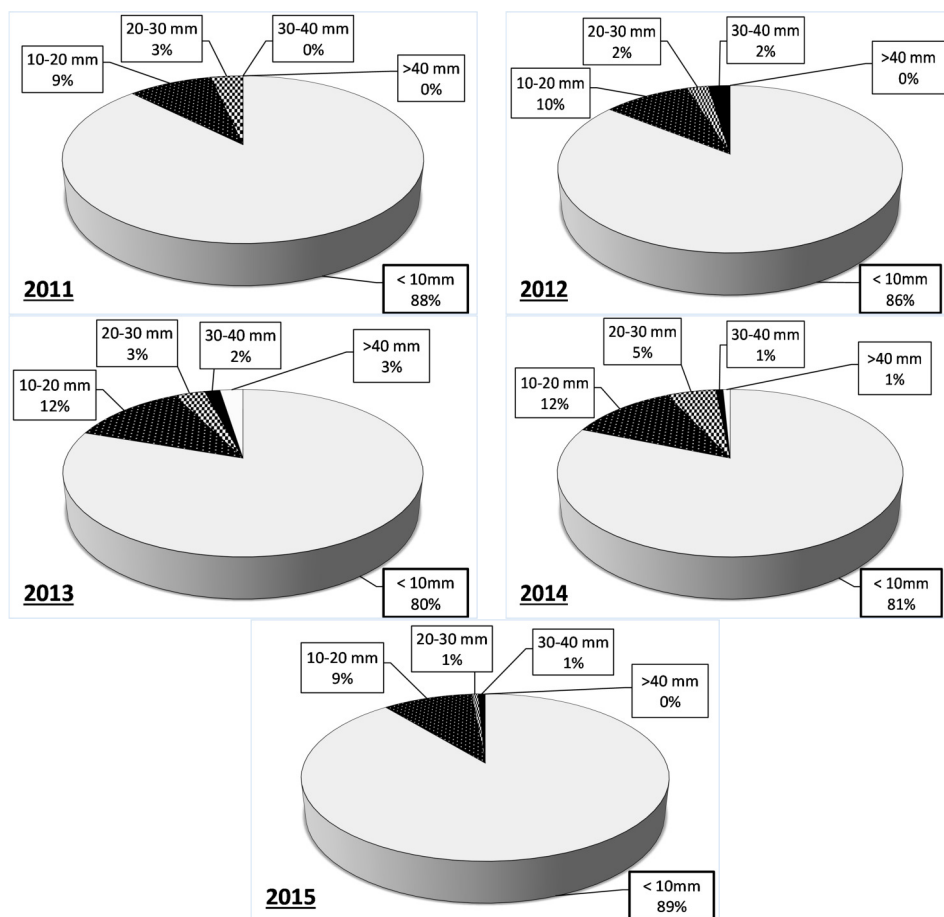 20-30 mm
3%
30-40 mm
0%
10-20 mm
9%
>40 mm
0%
< 10mm
88%
2011
20-30 mm
2%
30-40 mm
2%
10-20 mm
10%
>40 mm
0%
< 10mm
86%
2012
20-30 mm
3%
30-40 mm
2%
>40 mm
3%
10-20 mm
12%
< 10mm
80%
2013
20-30 mm
5%
30-40 mm
1%
>40 mm
1%
10-20 mm
12%
< 10mm
81%
2014
20-30 mm
1%
30-40 mm
1%
10-20 mm
9%
>40 mm
0%
< 10mm
89%
2015